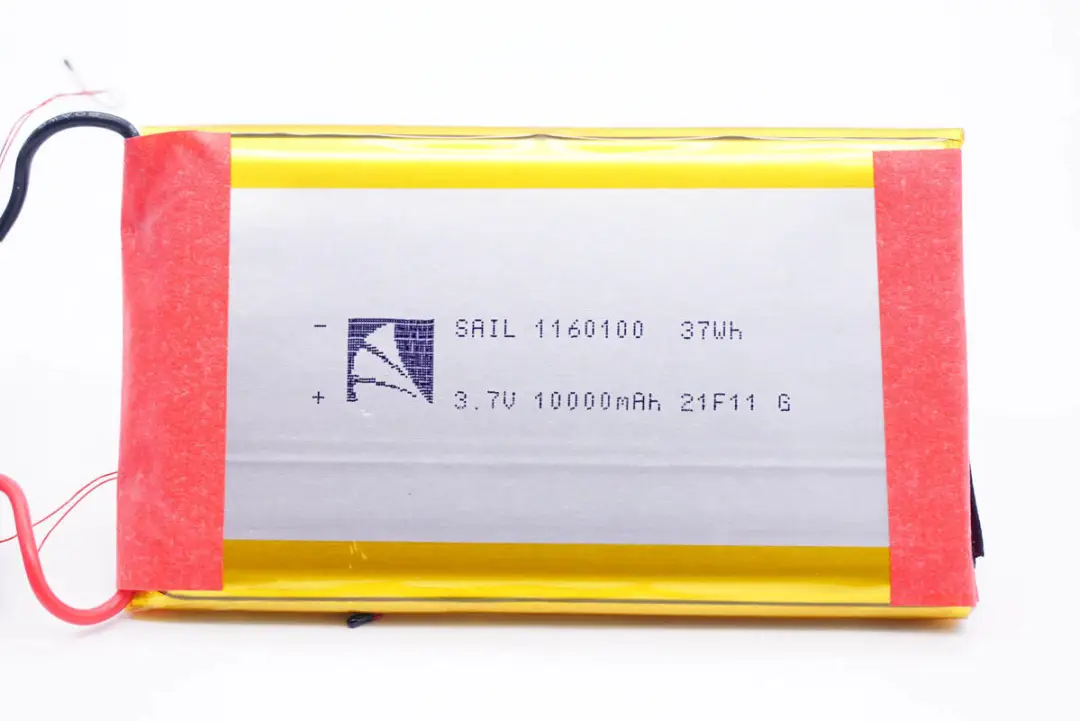 - SAIL 1160100 37Wh
+ 3.7V 10000mAh 21F11 G